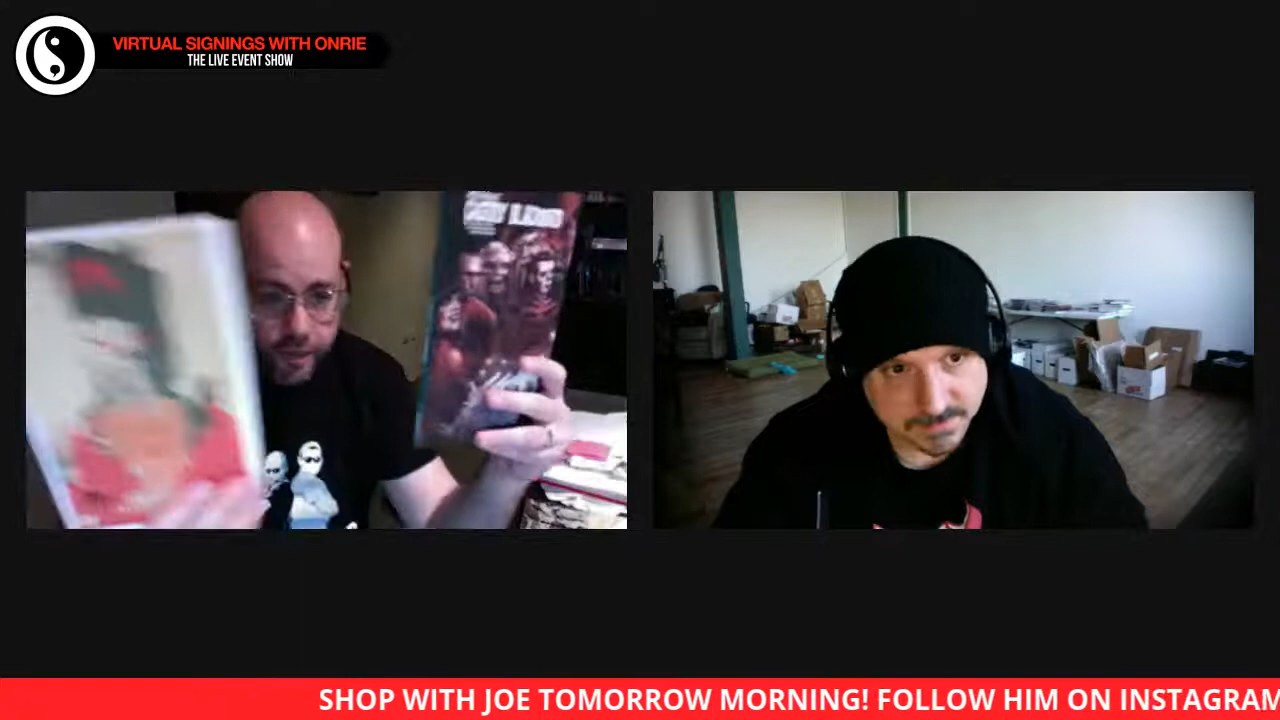 VIRTUAL SIGNINGS WITH ONRIE
THE LIVE EVENT SHOW
SHOP WITH JOE TOMORROW MORNING! FOLLOW HIM ON INSTAGRAM